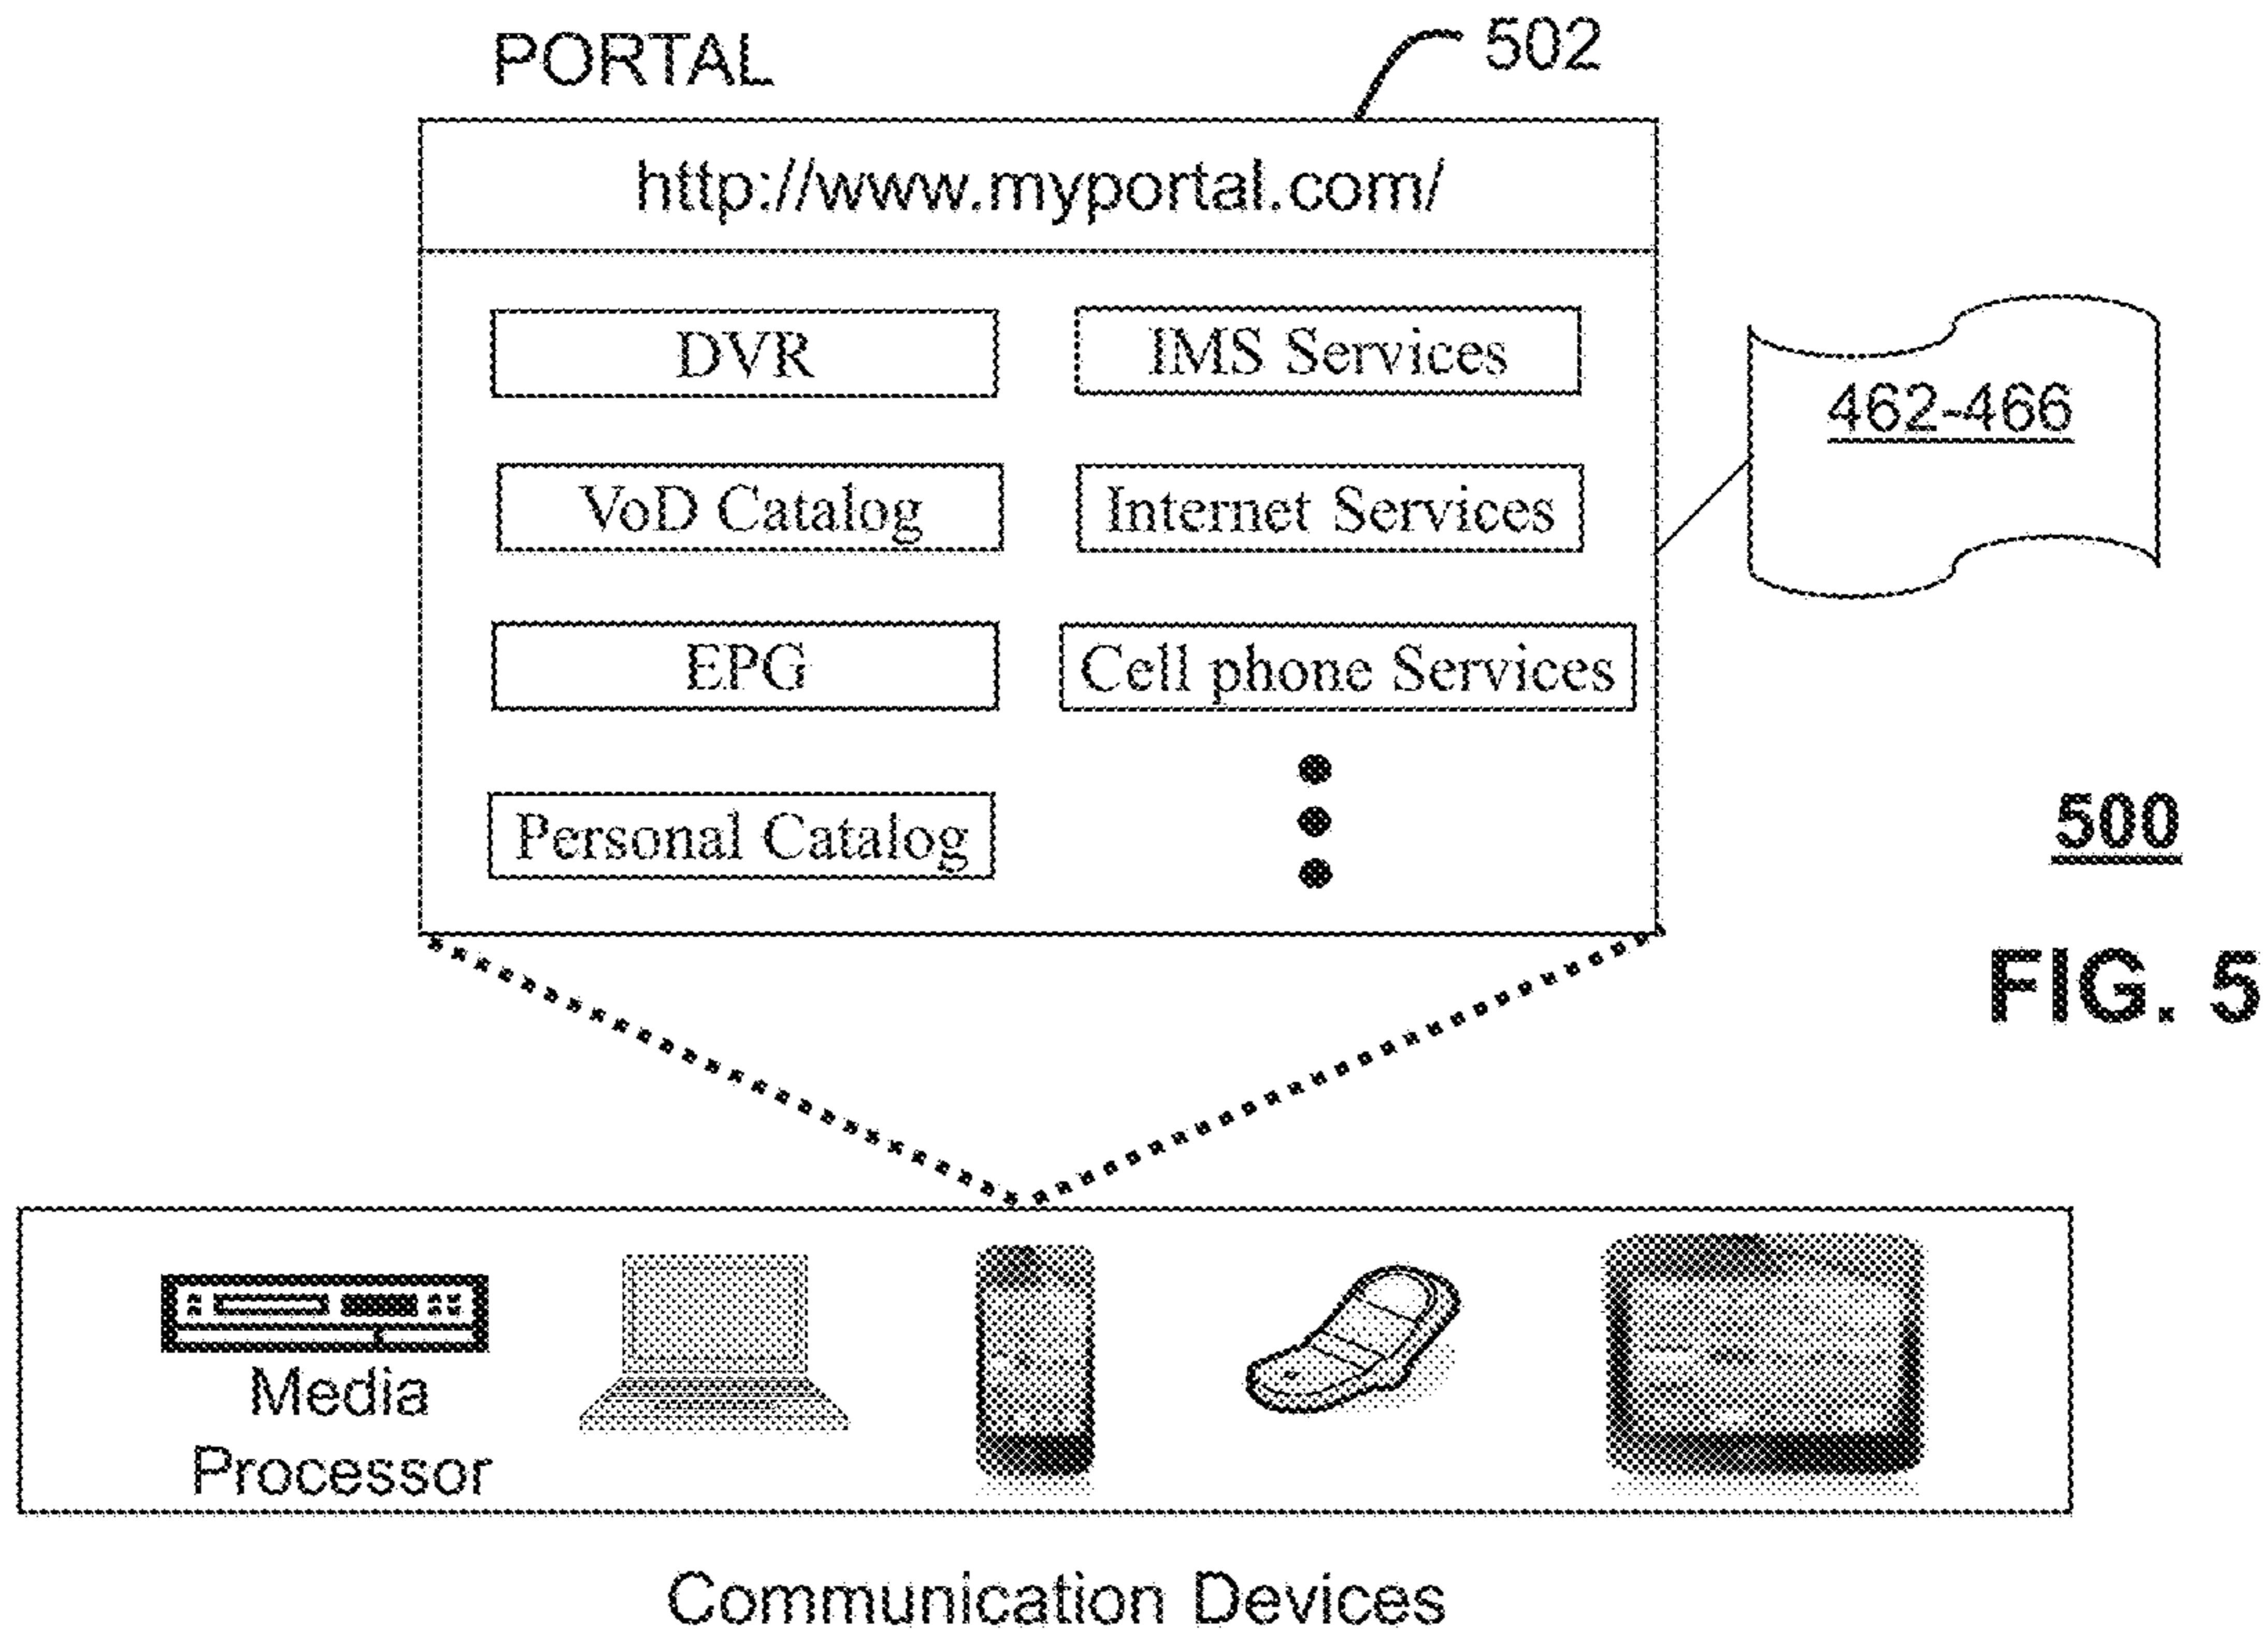 PORTAL
502
http://www.myportal.com/
DVR
IMS Services
462-466
VoD Catalog
Internet Services
EPG
Cell phone Services
Personal Catalog
500
FIG. 5
Media
Processor
Communication Devices